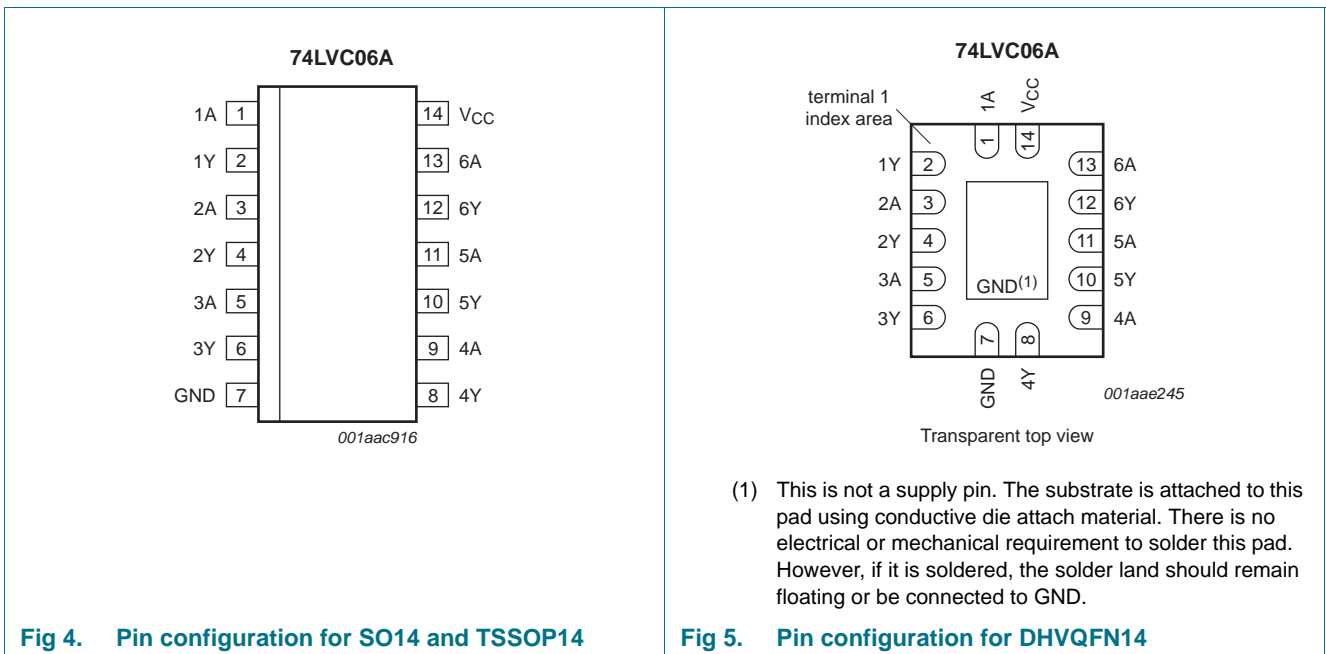 74LVC06A
1A 1 14 VCC
1Y 2 13 6A
2A 3 12 6Y
2Y 4 11 5A
3A 5 10 5Y
3Y 6 9 4A
GND 7 8 4Y
001aac916
Fig 4. Pin configuration for SO14 and TSSOP14
74LVC06A
terminal 1
index area
1A VCC
1 14
1Y 2 13 6A
2A 3 12 6Y
2Y 4 11 5A
3A 5 GND(1) 10 5Y
3Y 6 9 4A
7 8
GND 4Y
001aae245
Transparent top view
(1) This is not a supply pin. The substrate is attached to this
pad using conductive die attach material. There is no
electrical or mechanical requirement to solder this pad.
However, if it is soldered, the solder land should remain
floating or be connected to GND.
Fig 5. Pin configuration for DHVQFN14